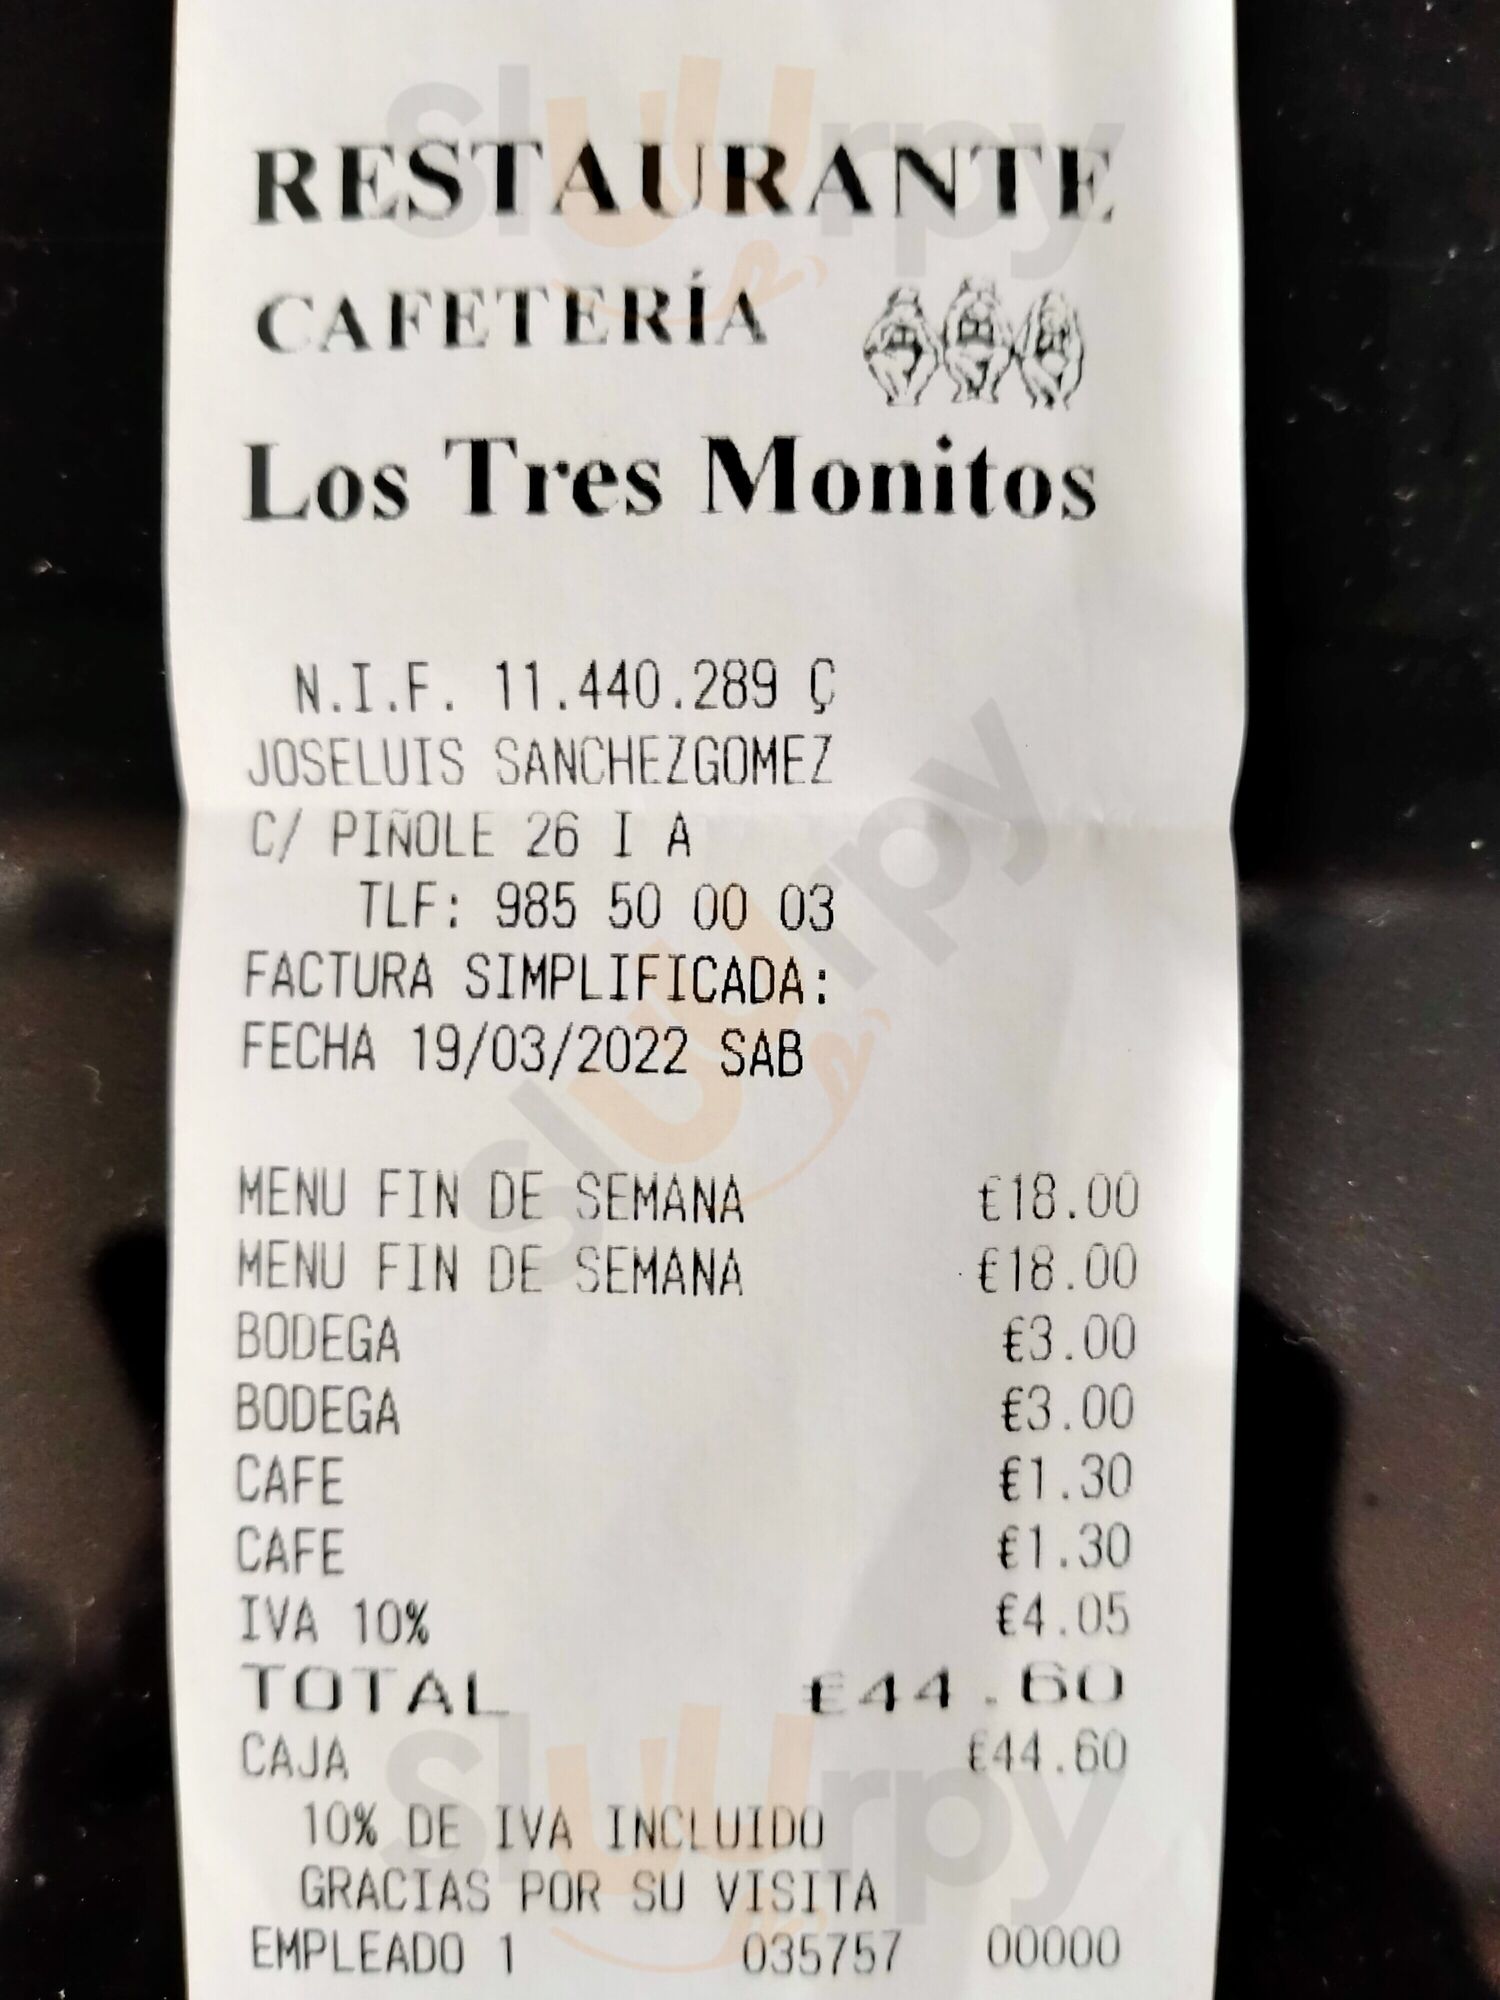 RESTAURANTE
CAFETERÍA
Los Tres Monitos
N.I.F. 11.440.289 Ç
JOSELUIS SANCHEZGOMEZ
C/ PIÑOLE 26 I A
TLF: 985 50 00 03
FACTURA SIMPLIFICADA:
FECHA 19/03/2022 SAB
MENU FIN DE SEMANA €18.00
MENU FIN DE SEMANA €18.00
BODEGA €3.00
BODEGA €3.00
CAFE €1.30
CAFE €1.30
IVA 10% €4.05
TOTAL €44.60
CAJA €44.60
10% DE IVA INCLUIDO
GRACIAS POR SU VISITA
EMPLEADO 1 035757 00000
sluurpy
sluurpy
sluurpy